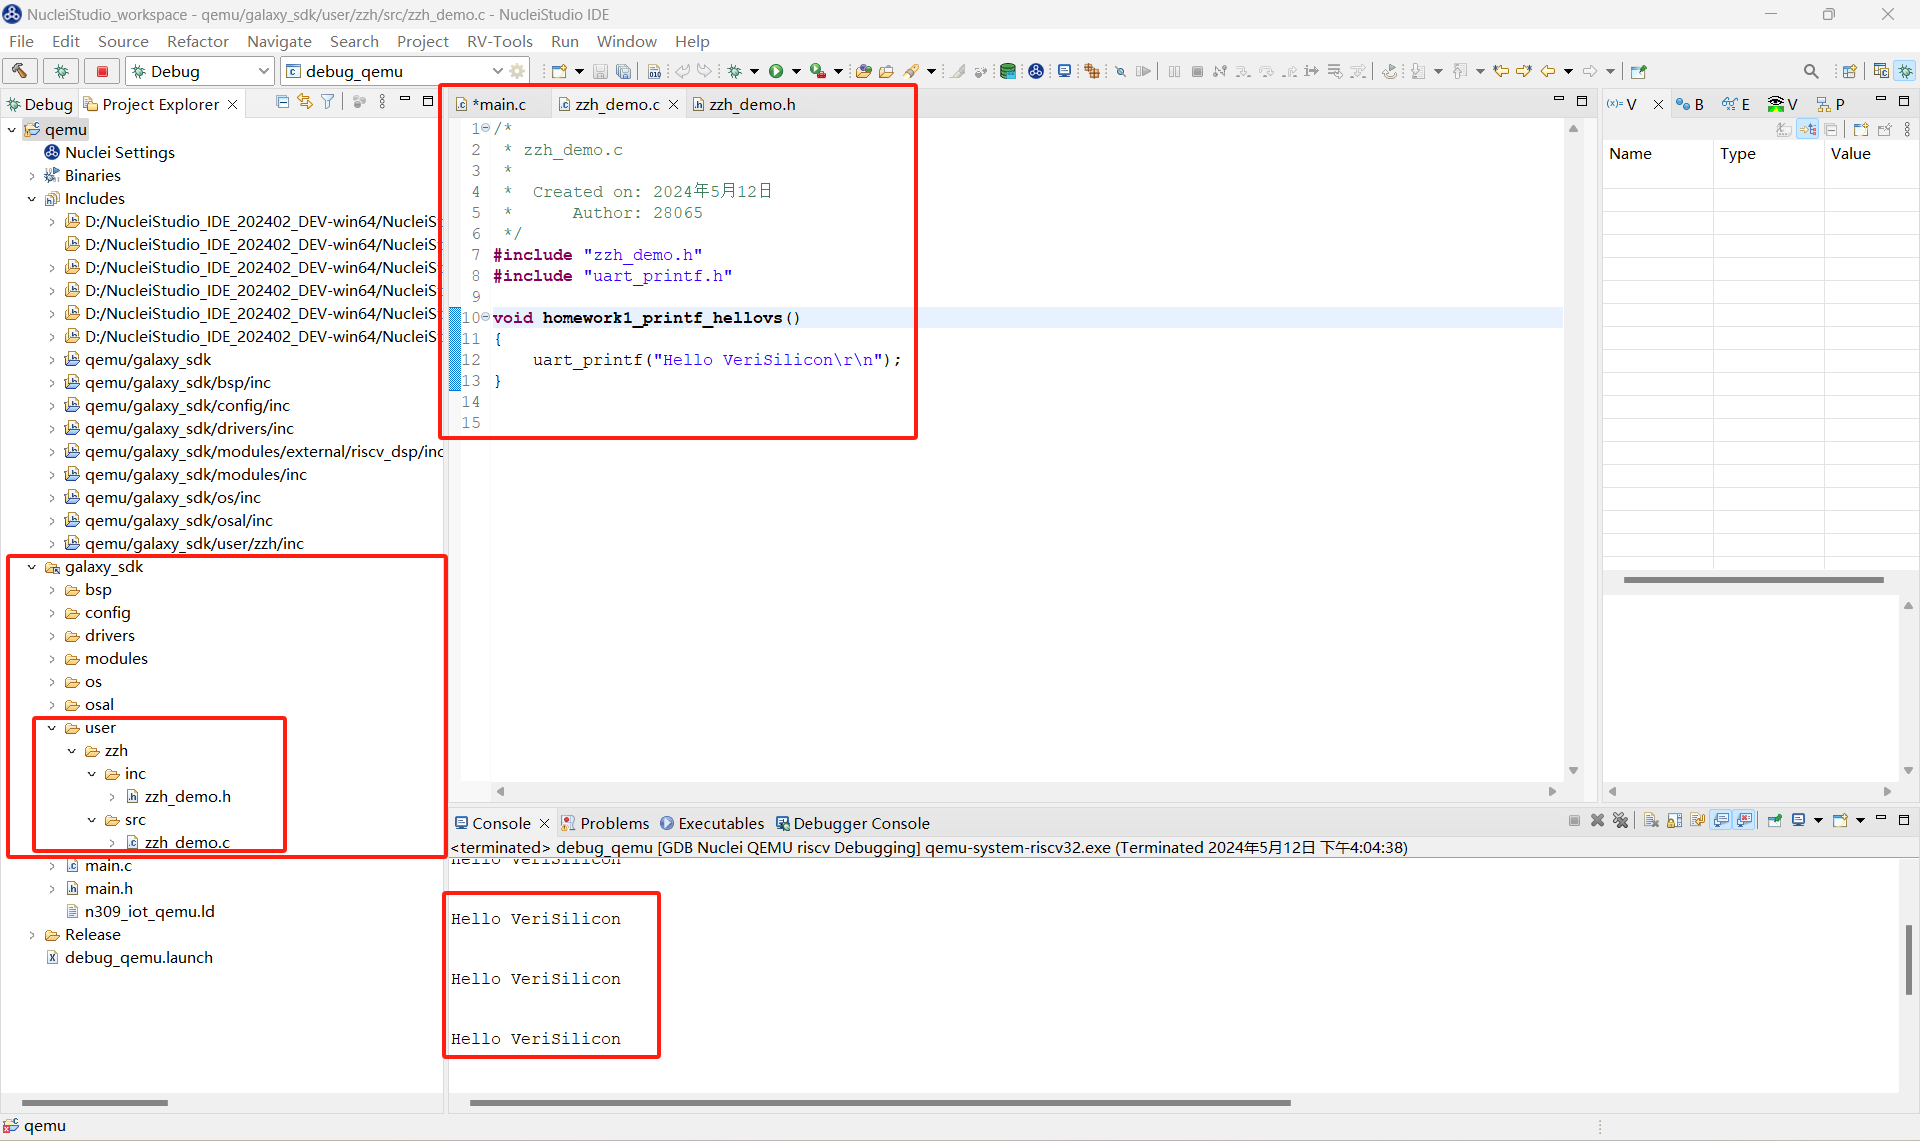 NucleiStudio_workspace - qemu/galaxy_sdk/user/zzh/src/zzh_demo.c - NucleiStudio IDE
File Edit Source Refactor Navigate Search Project RV-Tools Run Window Help
Debug debug_qemu
Debug Project Explorer
qemu
Nuclei Settings
Binaries
Includes
D:/NucleiStudio_IDE_202402_DEV-win64/NucleiS
D:/NucleiStudio_IDE_202402_DEV-win64/NucleiS
D:/NucleiStudio_IDE_202402_DEV-win64/NucleiS
D:/NucleiStudio_IDE_202402_DEV-win64/NucleiS
D:/NucleiStudio_IDE_202402_DEV-win64/NucleiS
D:/NucleiStudio_IDE_202402_DEV-win64/NucleiS
qemu/galaxy_sdk
qemu/galaxy_sdk/bsp/inc
qemu/galaxy_sdk/config/inc
qemu/galaxy_sdk/drivers/inc
qemu/galaxy_sdk/modules/external/riscv_dsp/inc
qemu/galaxy_sdk/modules/inc
qemu/galaxy_sdk/os/inc
qemu/galaxy_sdk/osal/inc
qemu/galaxy_sdk/user/zzh/inc
galaxy_sdk
bsp
config
drivers
modules
os
osal
user
zzh
inc
zzh_demo.h
src
zzh_demo.c
main.c
main.h
n309_iot_qemu.ld
Release
debug_qemu.launch
*main.c zzh_demo.c zzh_demo.h
1 /*
2 * zzh_demo.c
3 *
4 * Created on: 2024年5月12日
5 * Author: 28065
6 */
7 #include "zzh_demo.h"
8 #include "uart_printf.h"
9
10 void homework1_printf_hellovs()
11 {
12 uart_printf("Hello VeriSilicon\r\n");
13 }
14
15
V B E V P
Name Type Value
Console Problems Executables Debugger Console
<terminated> debug_qemu [GDB Nuclei QEMU riscv Debugging] qemu-system-riscv32.exe (Terminated 2024年5月12日 下午4:04:38)
Hello VeriSilicon
Hello VeriSilicon
Hello VeriSilicon
Hello VeriSilicon
qemu